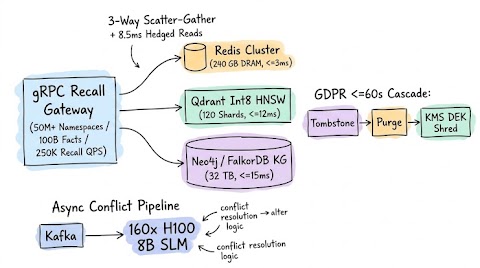 3-Way Scatter-Gather
+ 8.5ms Hedged Reads
gRPC Recall
Gateway
(50M+ Namespaces /
100B Facts /
250K Recall QPS)
Redis Cluster
(240 GB DRAM, <=3ms)
Qdrant Int8 HNSW
(120 Shards, <=12ms)
Neo4j / FalkorDB KG
(32 TB, <=15ms)
GDPR <=60s Cascade:
Tombstone
Purge
KMS DEK
Shred
Async Conflict Pipeline
Kafka
160x H100
8B SLM
conflict
resolution → alter
logic
conflict resolution
logic